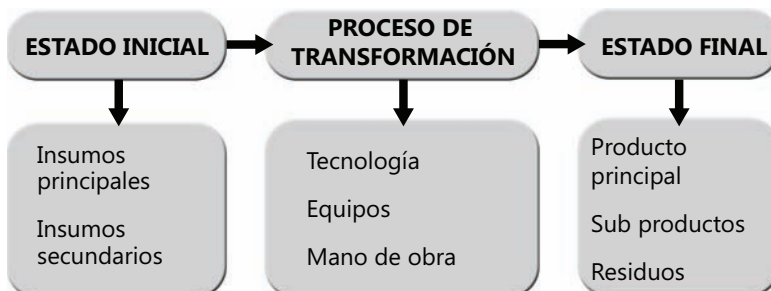 ESTADO INICIAL
PROCESO DE
TRANSFORMACIÓN
ESTADO FINAL
Insumos
principales
Insumos
secundarios
Tecnología
Equipos
Mano de obra
Producto
principal
Sub productos
Residuos